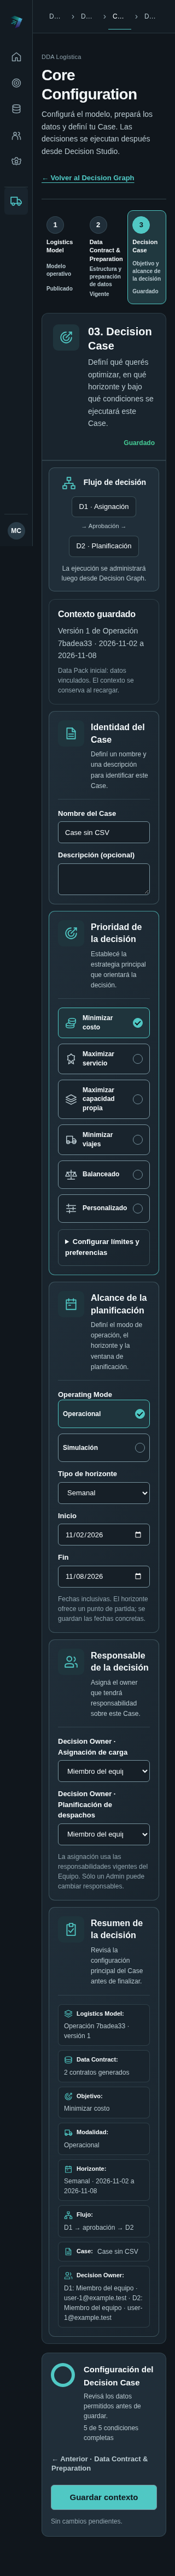 D...
›
D...
›
C...
›
D...
DDA Logística
Core
Configuration
Configurá el modelo, prepará los
datos y definí tu Case. Las
decisiones se ejecutan después
desde Decision Studio.
← Volver al Decision Graph
1
Logistics
Model
Modelo
operativo
Publicado
2
Data
Contract &
Preparation
Estructura y
preparación
de datos
Vigente
3
Decision
Case
Objetivo y
alcance de
la decisión
Guardado
03. Decision
Case
Definí qué querés
optimizar, en qué
horizonte y bajo
qué condiciones se
ejecutará este
Case.
Guardado
Flujo de decisión
D1 · Asignación
→ Aprobación →
D2 · Planificación
La ejecución se administrará
luego desde Decision Graph.
Contexto guardado
Versión 1 de Operación
7badea33 · 2026-11-02 a
2026-11-08
Data Pack inicial: datos
vinculados. El contexto se
conserva al recargar.
Identidad del
Case
Definí un nombre y
una descripción
para identificar este
Case.
Nombre del Case
Case sin CSV
Descripción (opcional)
Prioridad de
la decisión
Establecé la
estrategia principal
que orientará la
decisión.
Minimizar
costo
Maximizar
servicio
Maximizar
capacidad
propia
Minimizar
viajes
Balanceado
Personalizado
▶ Configurar límites y
preferencias
Alcance de la
planificación
Definí el modo de
operación, el
horizonte y la
ventana de
planificación.
Operating Mode
Operacional
Simulación
Tipo de horizonte
Semanal
Inicio
11/02/2026
Fin
11/08/2026
Fechas inclusivas. El horizonte
ofrece un punto de partida; se
guardan las fechas concretas.
Responsable
de la decisión
Asigná el owner
que tendrá
responsabilidad
sobre este Case.
Decision Owner ·
Asignación de carga
Miembro del equip
Decision Owner ·
Planificación de
despachos
Miembro del equip
La asignación usa las
responsabilidades vigentes del
Equipo. Sólo un Admin puede
cambiar responsables.
Resumen de
la decisión
Revisá la
configuración
principal del Case
antes de finalizar.
Logistics Model:
Operación 7badea33 ·
versión 1
Data Contract:
2 contratos generados
Objetivo:
Minimizar costo
Modalidad:
Operacional
Horizonte:
Semanal · 2026-11-02 a
2026-11-08
Flujo:
D1 → aprobación → D2
Case: Case sin CSV
Decision Owner:
D1: Miembro del equipo ·
user-1@example.test · D2:
Miembro del equipo · user-
1@example.test
Configuración del
Decision Case
Revisá los datos
permitidos antes de
guardar.
5 de 5 condiciones
completas
← Anterior · Data Contract &
Preparation
Guardar contexto
Sin cambios pendientes.
MC